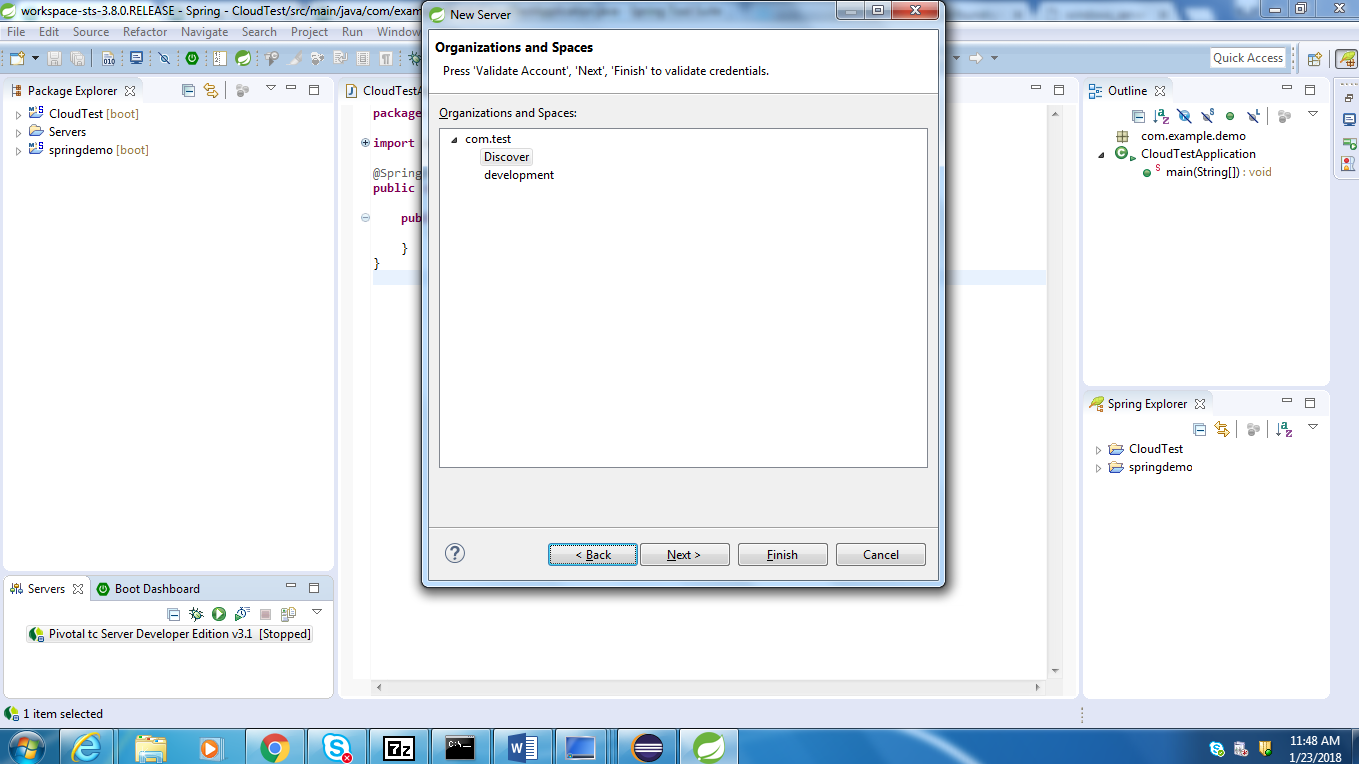 workspace-sts-3.8.0.RELEASE - Spring - CloudTest/src/main/java/com/exam
New Server
File Edit Source Refactor Navigate Search Project Run Window
Quick Access
Organizations and Spaces
Press 'Validate Account', 'Next', 'Finish' to validate credentials.
Organizations and Spaces:
com.test
Discover
development
< Back
Next >
Finish
Cancel
Package Explorer
CloudTest [boot]
Servers
springdemo [boot]
CloudTestA
package
import
@Spring
public
pub
}
}
Outline
com.example.demo
CloudTestApplication
main(String[]) : void
Spring Explorer
CloudTest
springdemo
Servers
Boot Dashboard
Pivotal tc Server Developer Edition v3.1 [Stopped]
1 item selected
11:48 AM
1/23/2018